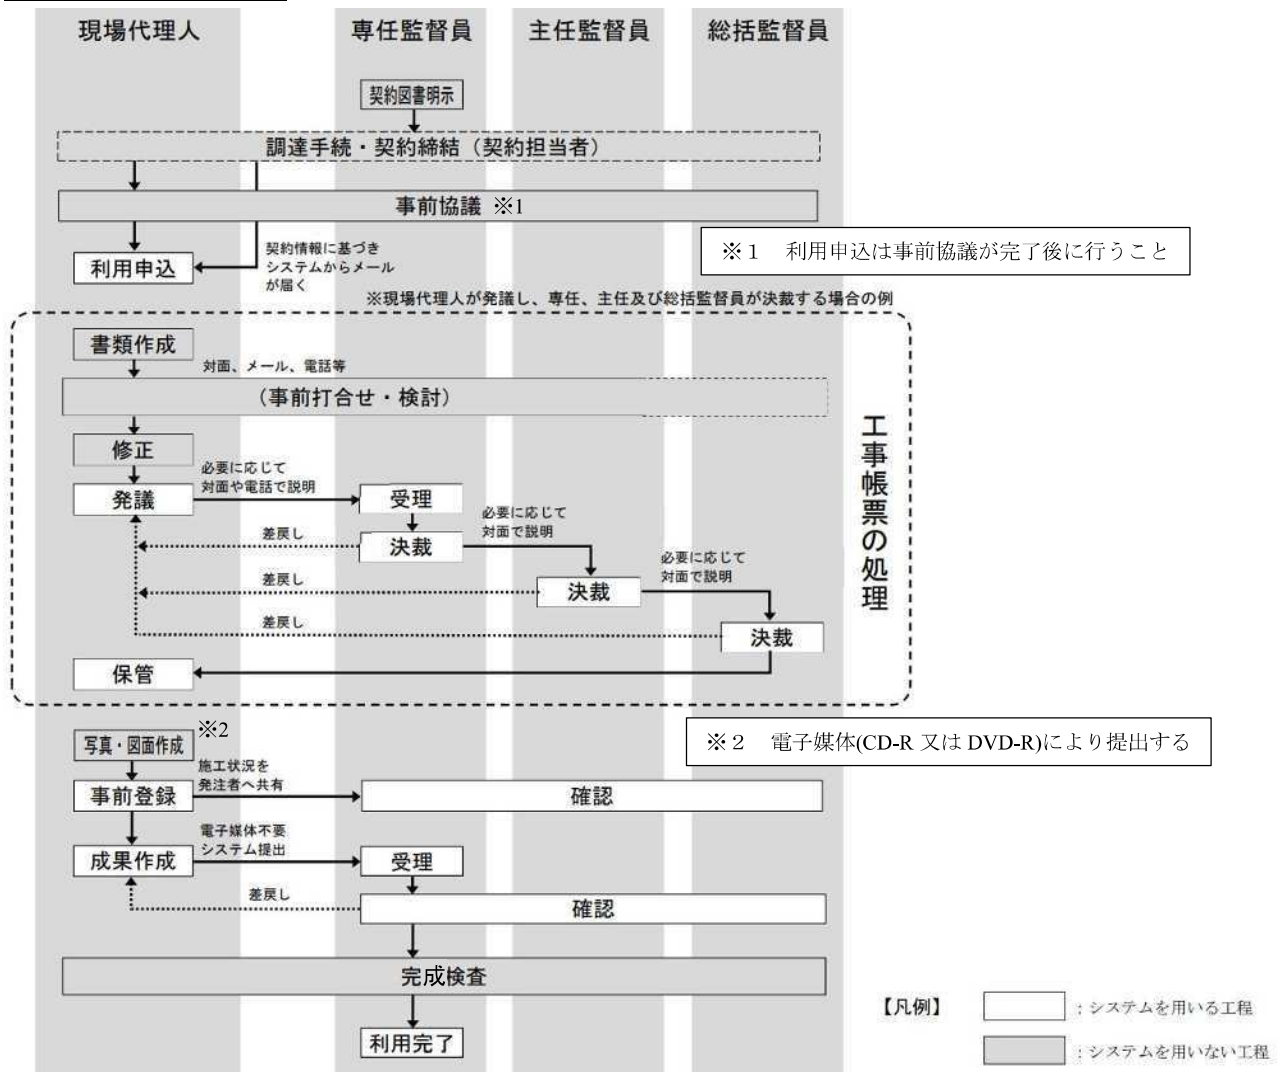 現場代理人
専任監督員
主任監督員
総括監督員
契約図書明示
調達手続・契約締結（契約担当者）
事前協議 ※1
利用申込
契約情報に基づき
システムからメール
が届く
※１　利用申込は事前協議が完了後に行うこと
※現場代理人が発議し、専任、主任及び総括監督員が決裁する場合の例
工事帳票の処理
書類作成
対面、メール、電話等
（事前打合せ・検討）
修正
必要に応じて
対面や電話で説明
発議
受理
必要に応じて
対面で説明
差戻し
決裁
必要に応じて
対面で説明
差戻し
決裁
差戻し
決裁
保管
写真・図面作成
※2
※２　電子媒体(CD-R 又は DVD-R)により提出する
施工状況を
発注者へ共有
事前登録
確認
電子媒体不要
システム提出
成果作成
受理
差戻し
確認
完成検査
利用完了
【凡例】
：システムを用いる工程
：システムを用いない工程